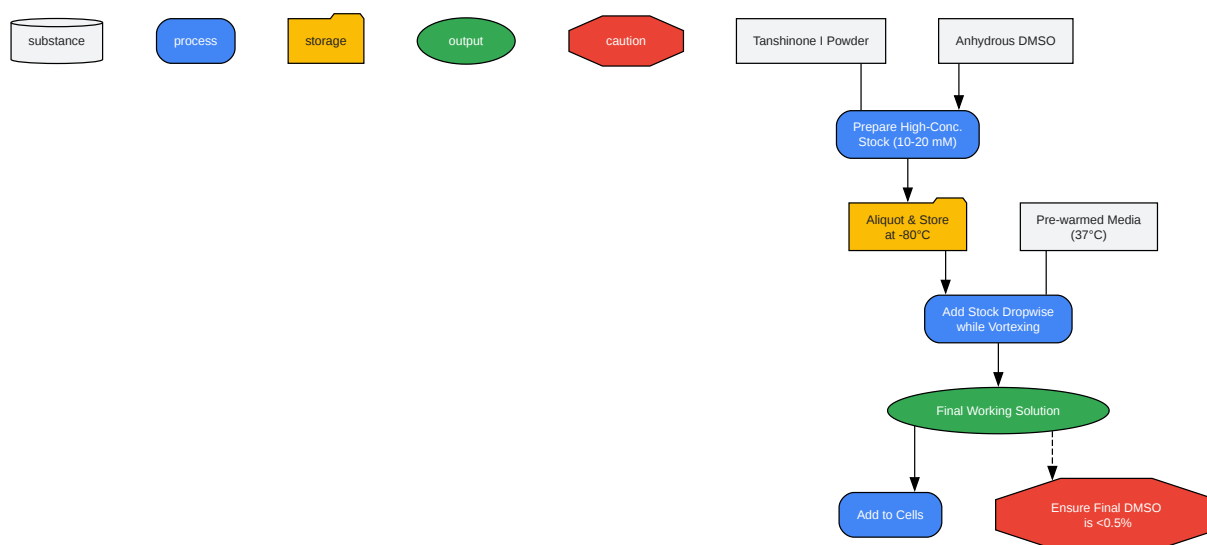 substance
process
storage
output
caution
Tanshinone I Powder
Anhydrous DMSO
Prepare High-Conc.
Stock (10-20 mM)
Aliquot & Store
at -80°C
Pre-warmed Media
(37°C)
Add Stock Dropwise
while Vortexing
Final Working Solution
Add to Cells
Ensure Final DMSO
is <0.5%